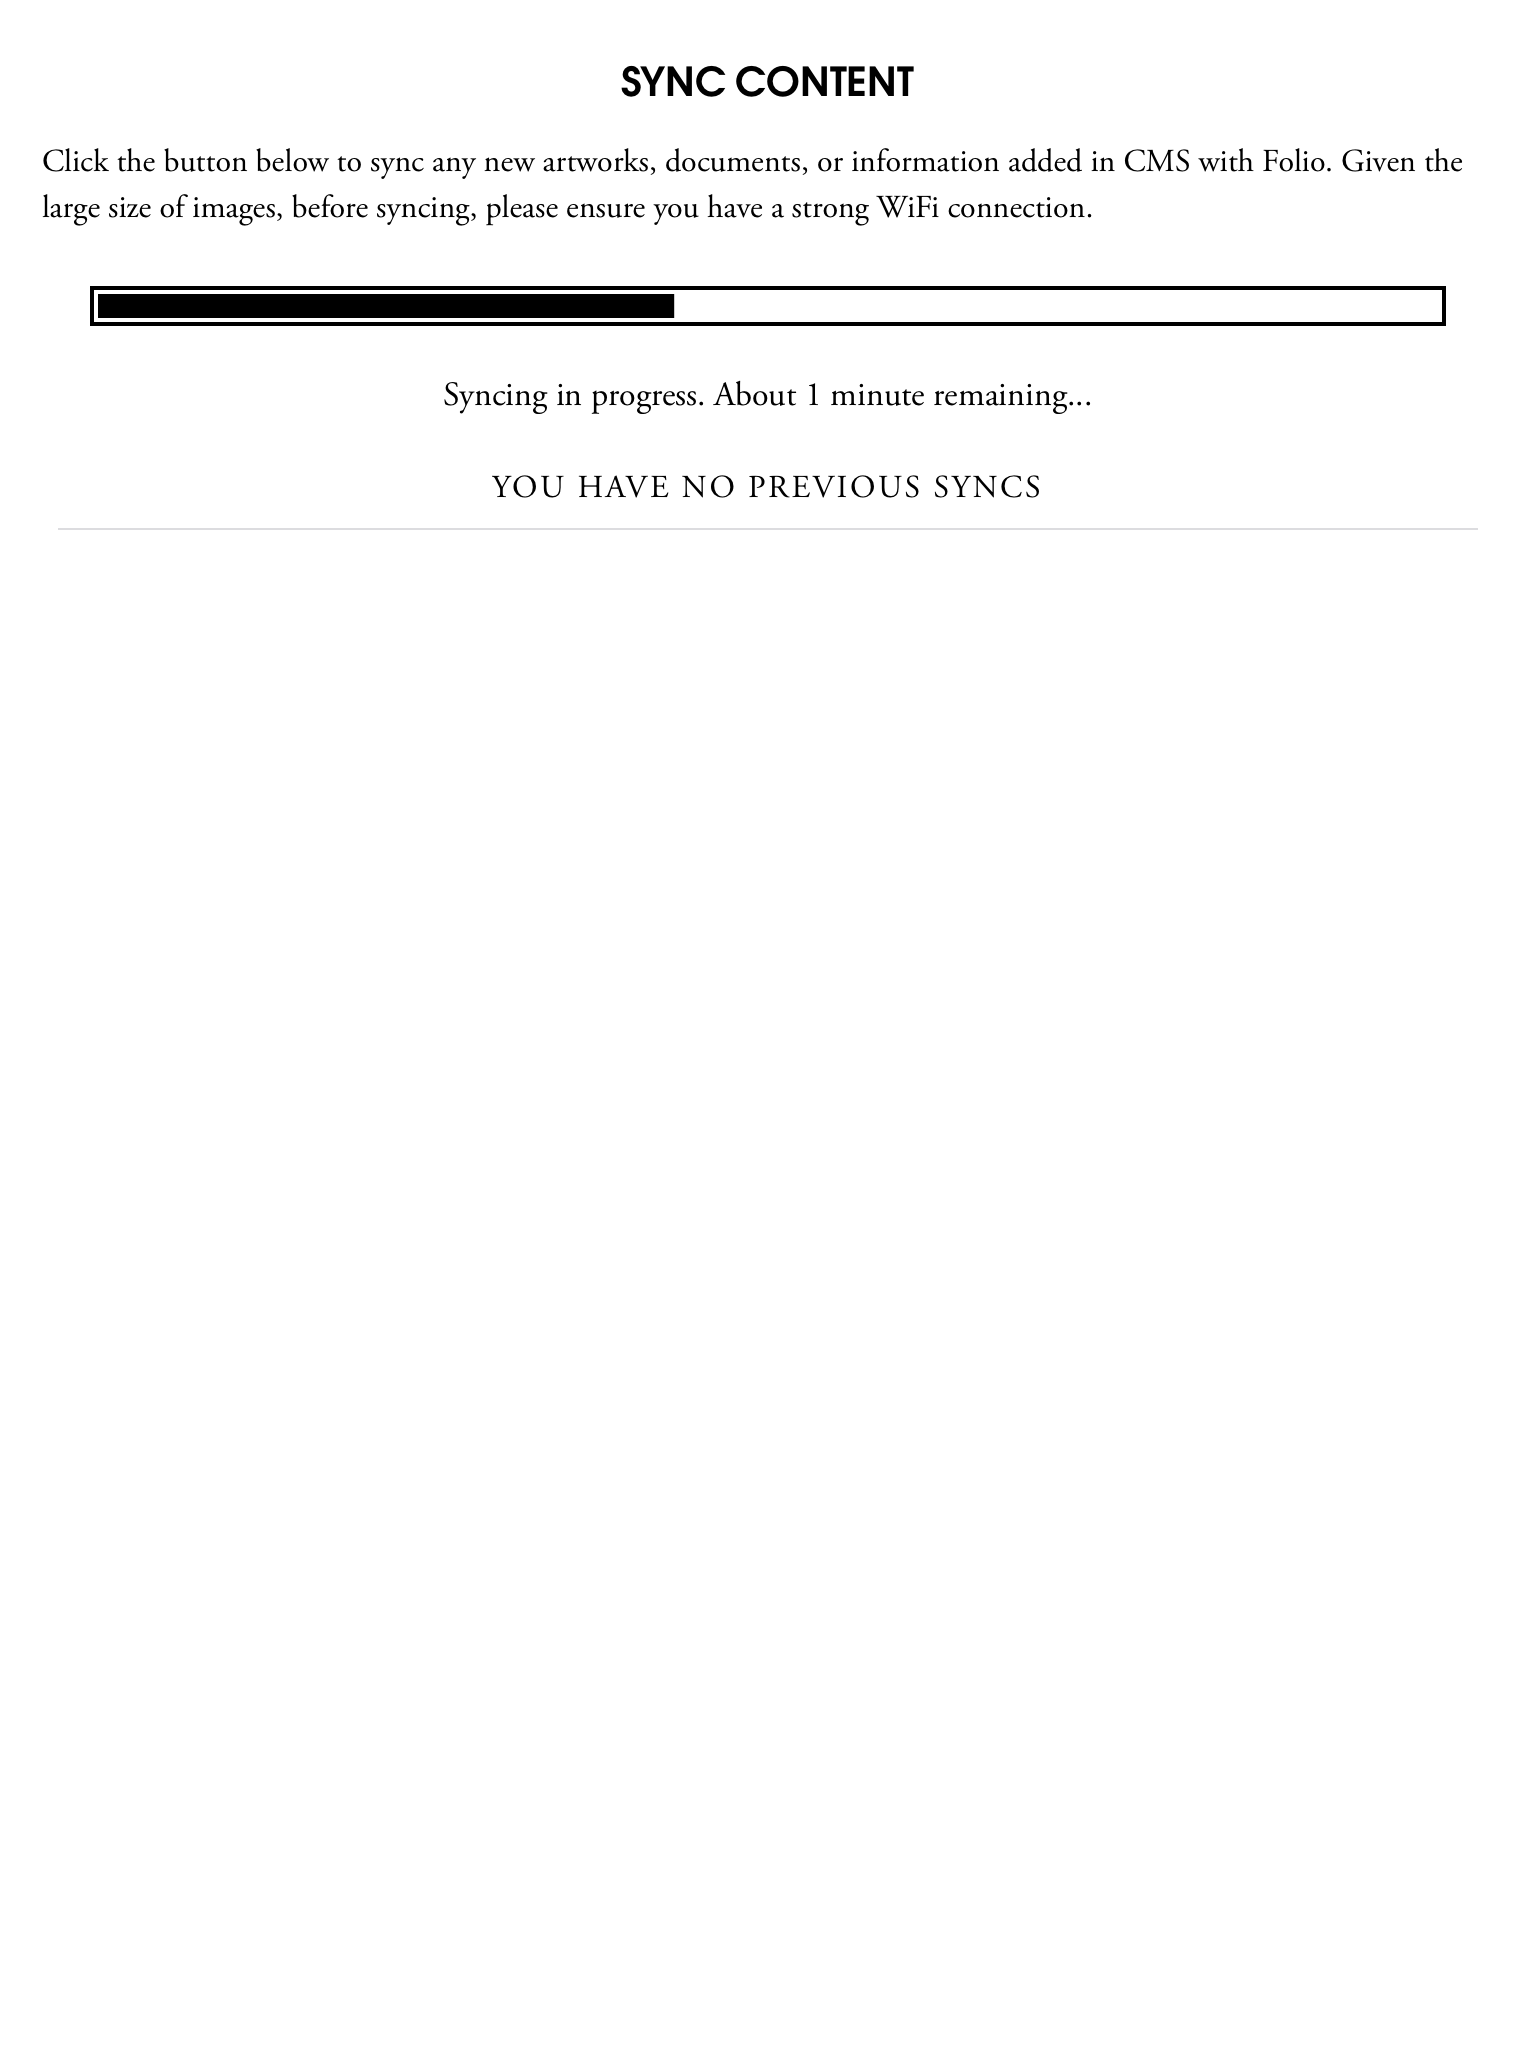 SYNC CONTENT
Click the button below to sync any new artworks, documents, or information added in CMS with Folio. Given the
large size of images, before syncing, please ensure you have a strong WiFi connection.
Syncing in progress. About 1 minute remaining...
YOU HAVE NO PREVIOUS SYNCS